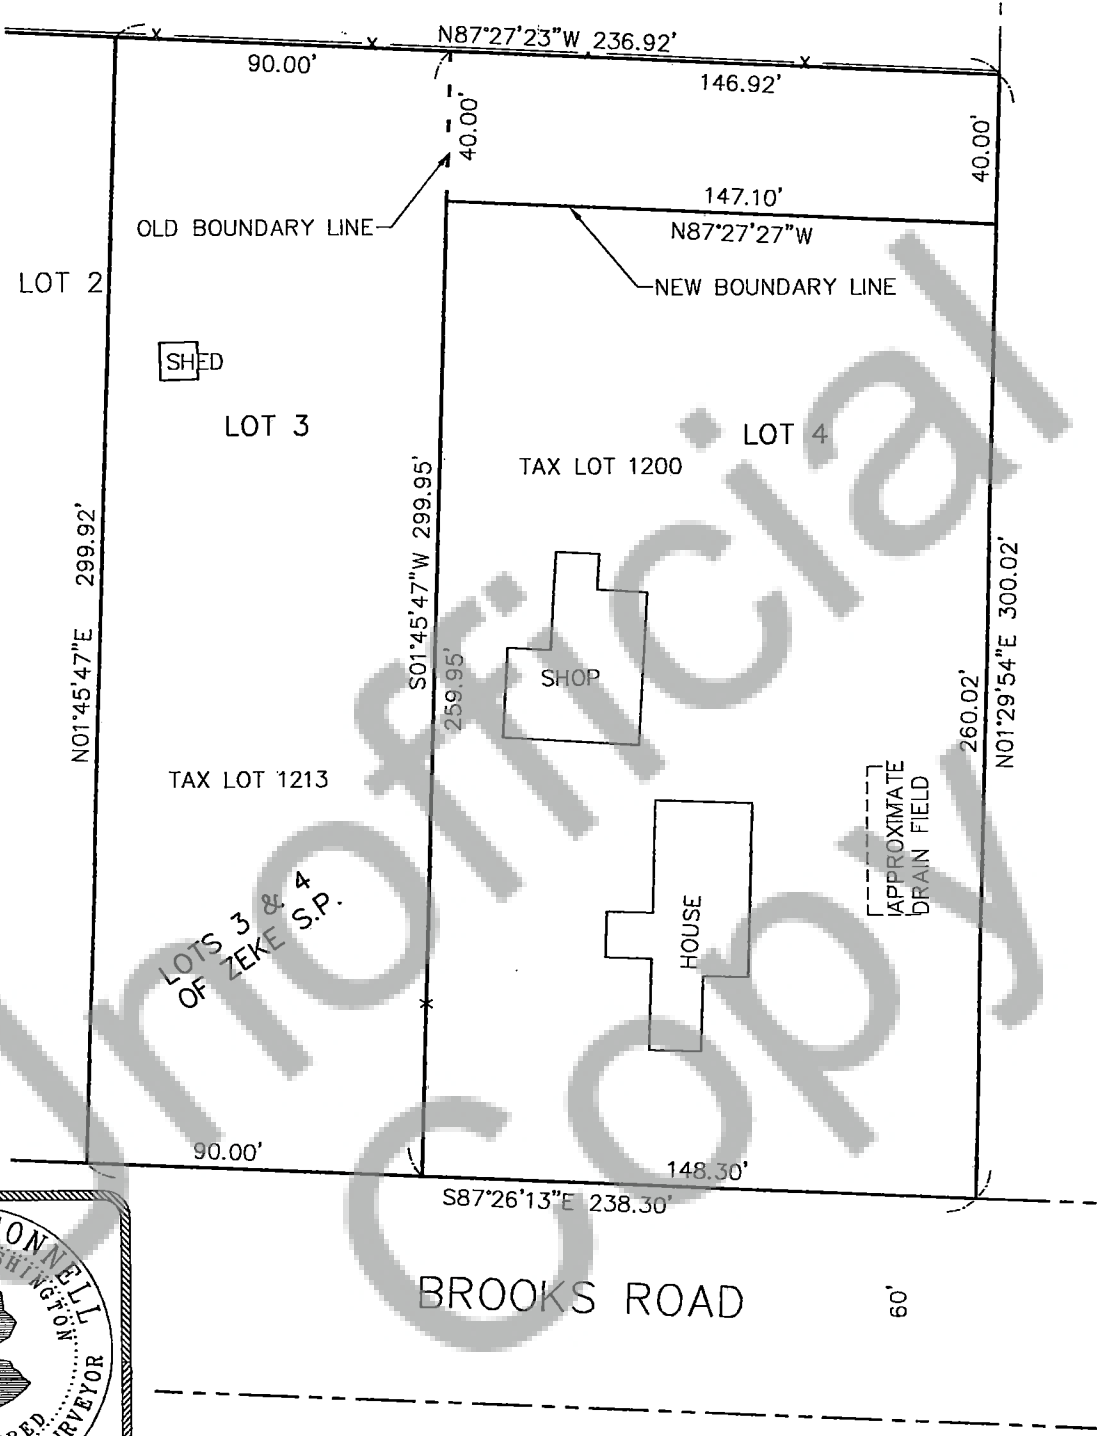 N87°27'23"W 236.92'
90.00'
146.92'
40.00'
40.00'
147.10'
OLD BOUNDARY LINE
N87°27'27"W
LOT 2
NEW BOUNDARY LINE
SHED
LOT 3
LOT 4
TAX LOT 1200
N01°45'47"E 299.92'
S01°45'47"W 299.95'
259.95'
SHOP
N01°29'54"E 300.02'
260.02'
TAX LOT 1213
APPROXIMATE
DRAIN FIELD
LOTS 3 & 4
OF ZEKE S.P.
HOUSE
90.00'
148.30'
S87°26'13"E 238.30'
BROOKS ROAD
60'
Unofficial
Copy